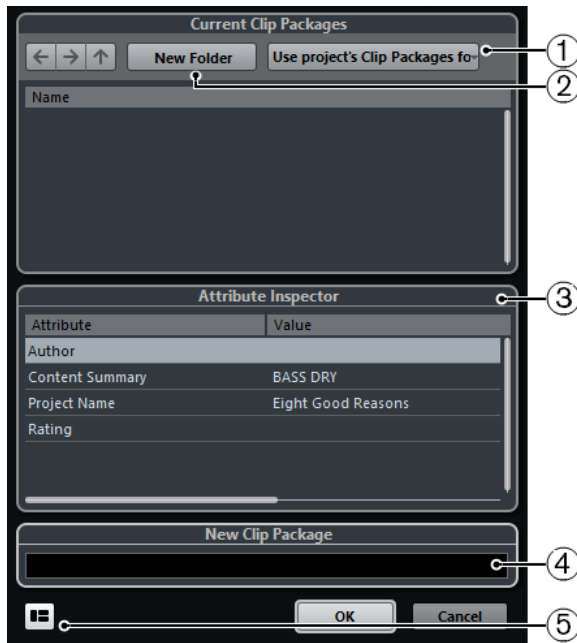 Current Clip Packages
New Folder
Use project's Clip Packages fo
1
2
Name
Attribute Inspector
3
Attribute Value
Author
Content Summary BASS DRY
Project Name Eight Good Reasons
Rating
New Clip Package
4
OK
Cancel
5